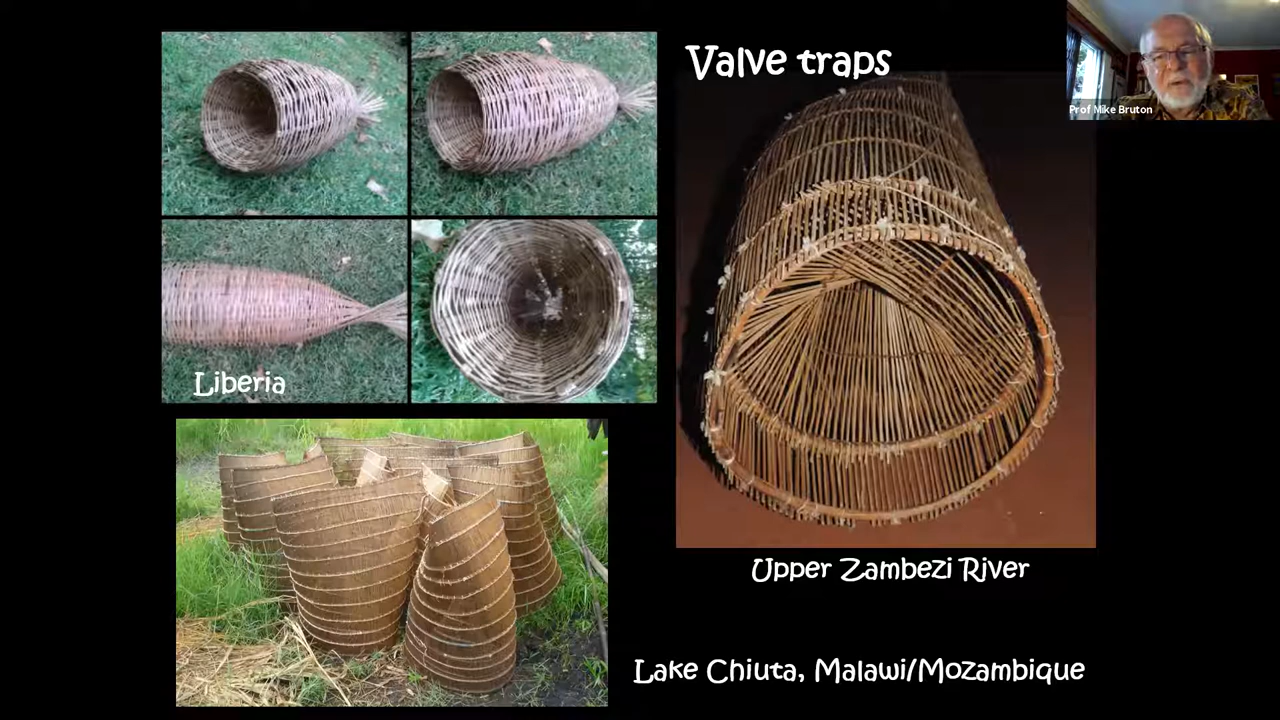 Valve traps
Prof Mike Bruton
Liberia
Upper Zambezi River
Lake Chiuta, Malawi/Mozambique